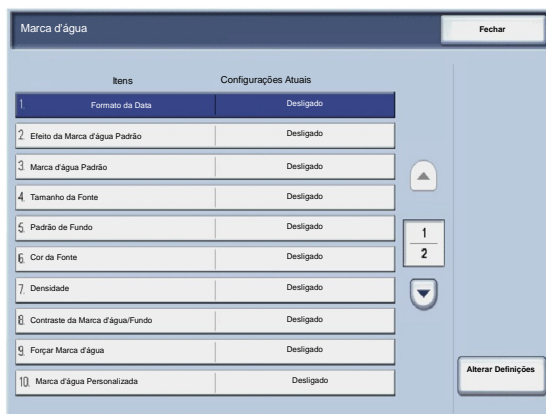 Marca d'água
Fechar
Itens Configurações Atuais
1. Formato da Data Desligado
2. Efeito da Marca d'água Padrão Desligado
3. Marca d'água Padrão Desligado
4. Tamanho da Fonte Desligado
5. Padrão de Fundo Desligado
6. Cor da Fonte Desligado
7. Densidade Desligado
8. Contraste da Marca d'água/Fundo Desligado
9. Forçar Marca d'água Desligado
10. Marca d'água Personalizada Desligado
1
2
Alterar Definições